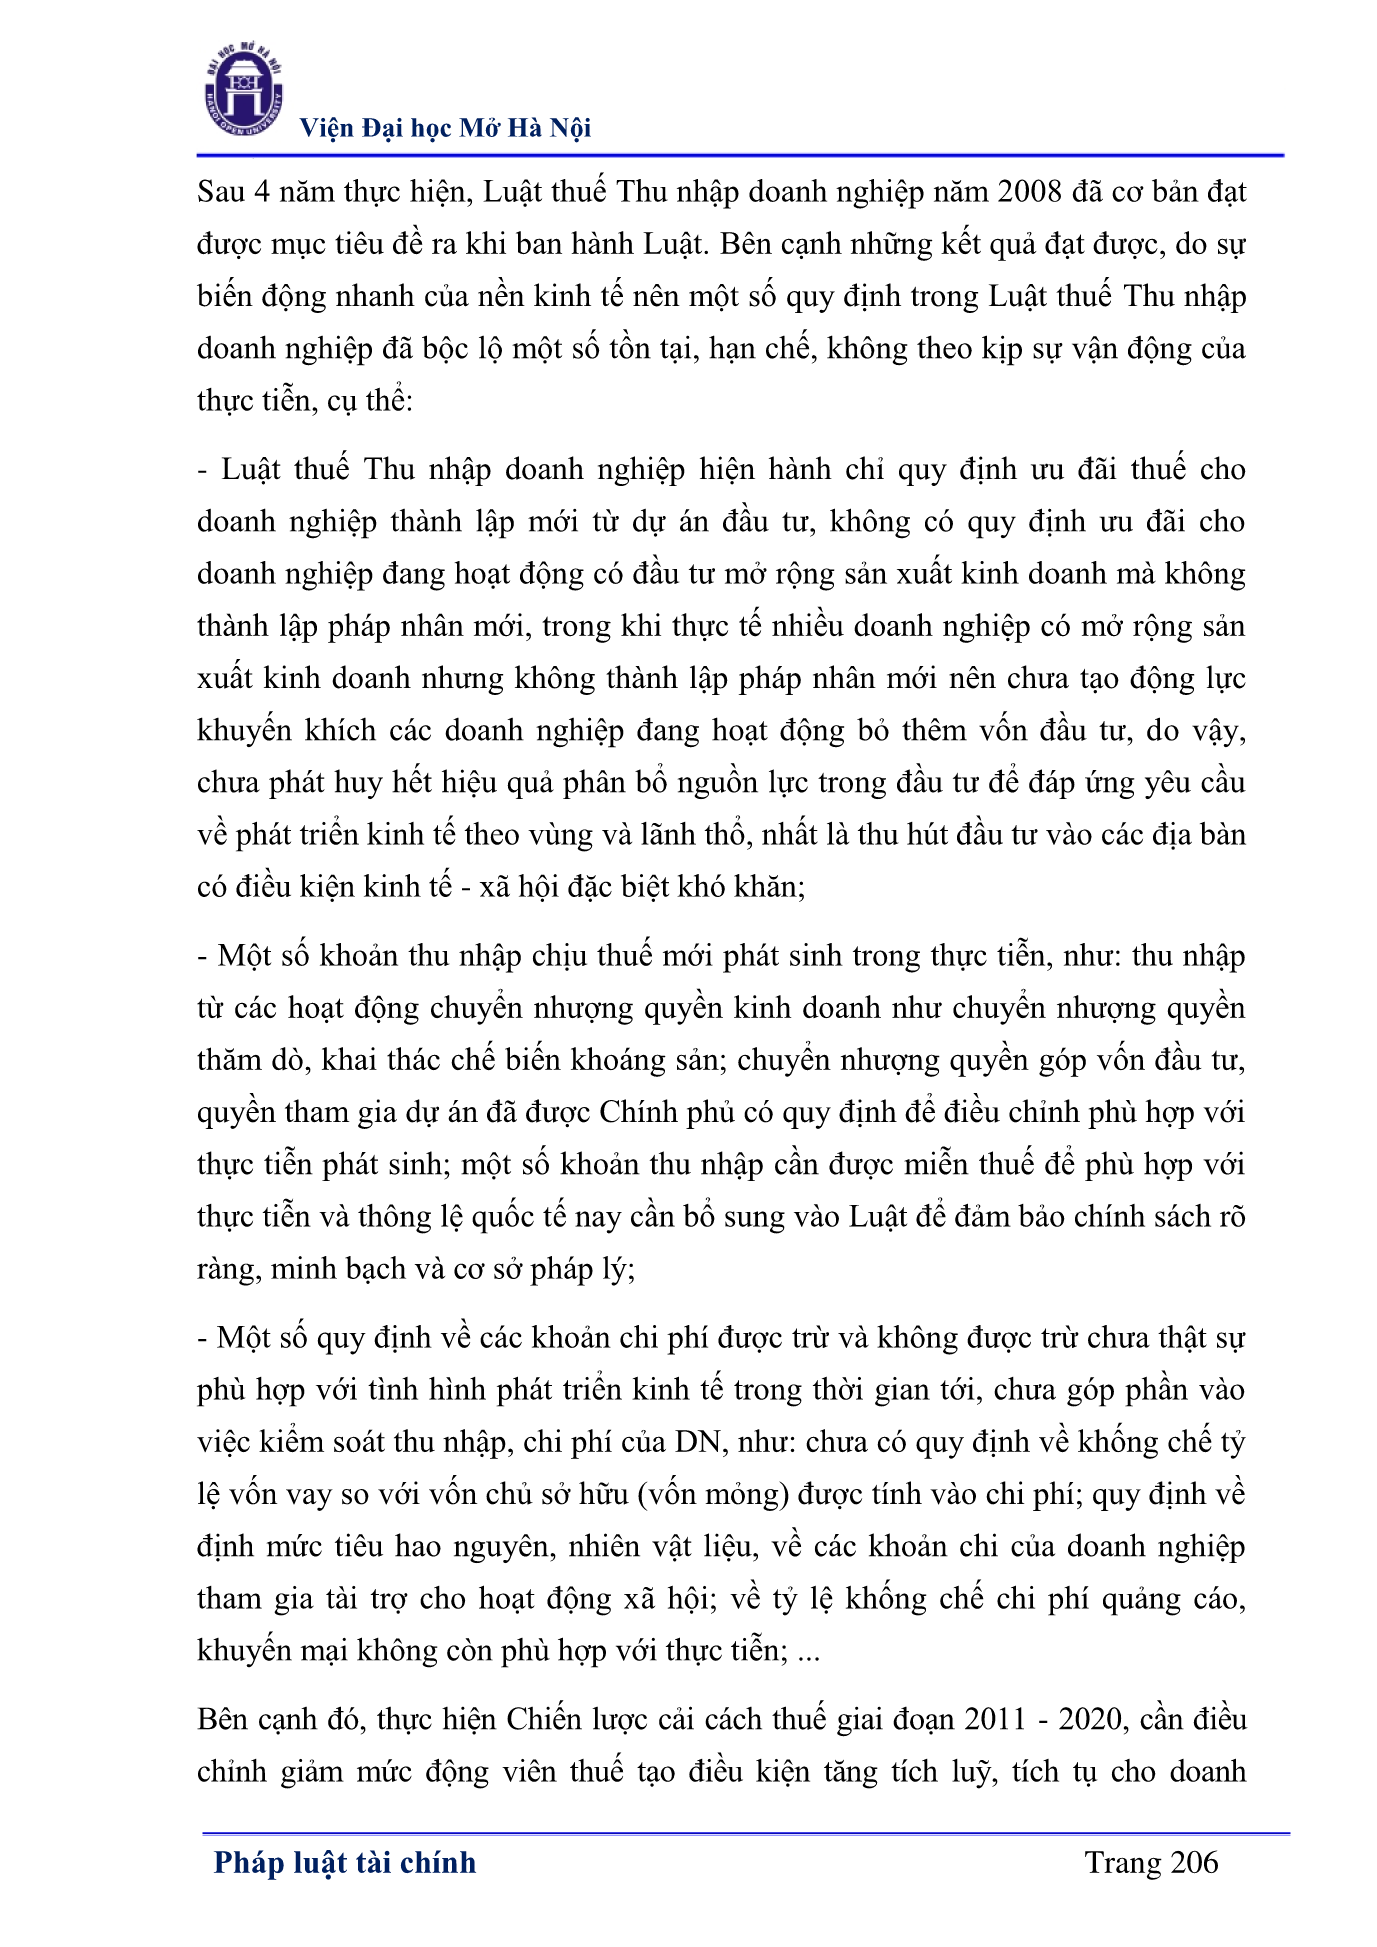 ĐẠI HỌC MỞ HÀ NỘI
HANOI OPEN UNIVERSITY
Viện Đại học Mở Hà Nội
Sau 4 năm thực hiện, Luật thuế Thu nhập doanh nghiệp năm 2008 đã cơ bản đạt
được mục tiêu đề ra khi ban hành Luật. Bên cạnh những kết quả đạt được, do sự
biến động nhanh của nền kinh tế nên một số quy định trong Luật thuế Thu nhập
doanh nghiệp đã bộc lộ một số tồn tại, hạn chế, không theo kịp sự vận động của
thực tiễn, cụ thể:
- Luật thuế Thu nhập doanh nghiệp hiện hành chỉ quy định ưu đãi thuế cho
doanh nghiệp thành lập mới từ dự án đầu tư, không có quy định ưu đãi cho
doanh nghiệp đang hoạt động có đầu tư mở rộng sản xuất kinh doanh mà không
thành lập pháp nhân mới, trong khi thực tế nhiều doanh nghiệp có mở rộng sản
xuất kinh doanh nhưng không thành lập pháp nhân mới nên chưa tạo động lực
khuyến khích các doanh nghiệp đang hoạt động bỏ thêm vốn đầu tư, do vậy,
chưa phát huy hết hiệu quả phân bổ nguồn lực trong đầu tư để đáp ứng yêu cầu
về phát triển kinh tế theo vùng và lãnh thổ, nhất là thu hút đầu tư vào các địa bàn
có điều kiện kinh tế - xã hội đặc biệt khó khăn;
- Một số khoản thu nhập chịu thuế mới phát sinh trong thực tiễn, như: thu nhập
từ các hoạt động chuyển nhượng quyền kinh doanh như chuyển nhượng quyền
thăm dò, khai thác chế biến khoáng sản; chuyển nhượng quyền góp vốn đầu tư,
quyền tham gia dự án đã được Chính phủ có quy định để điều chỉnh phù hợp với
thực tiễn phát sinh; một số khoản thu nhập cần được miễn thuế để phù hợp với
thực tiễn và thông lệ quốc tế nay cần bổ sung vào Luật để đảm bảo chính sách rõ
ràng, minh bạch và cơ sở pháp lý;
- Một số quy định về các khoản chi phí được trừ và không được trừ chưa thật sự
phù hợp với tình hình phát triển kinh tế trong thời gian tới, chưa góp phần vào
việc kiểm soát thu nhập, chi phí của DN, như: chưa có quy định về khống chế tỷ
lệ vốn vay so với vốn chủ sở hữu (vốn mỏng) được tính vào chi phí; quy định về
định mức tiêu hao nguyên, nhiên vật liệu, về các khoản chi của doanh nghiệp
tham gia tài trợ cho hoạt động xã hội; về tỷ lệ khống chế chi phí quảng cáo,
khuyến mại không còn phù hợp với thực tiễn; ...
Bên cạnh đó, thực hiện Chiến lược cải cách thuế giai đoạn 2011 - 2020, cần điều
chỉnh giảm mức động viên thuế tạo điều kiện tăng tích luỹ, tích tụ cho doanh
Pháp luật tài chính Trang 206